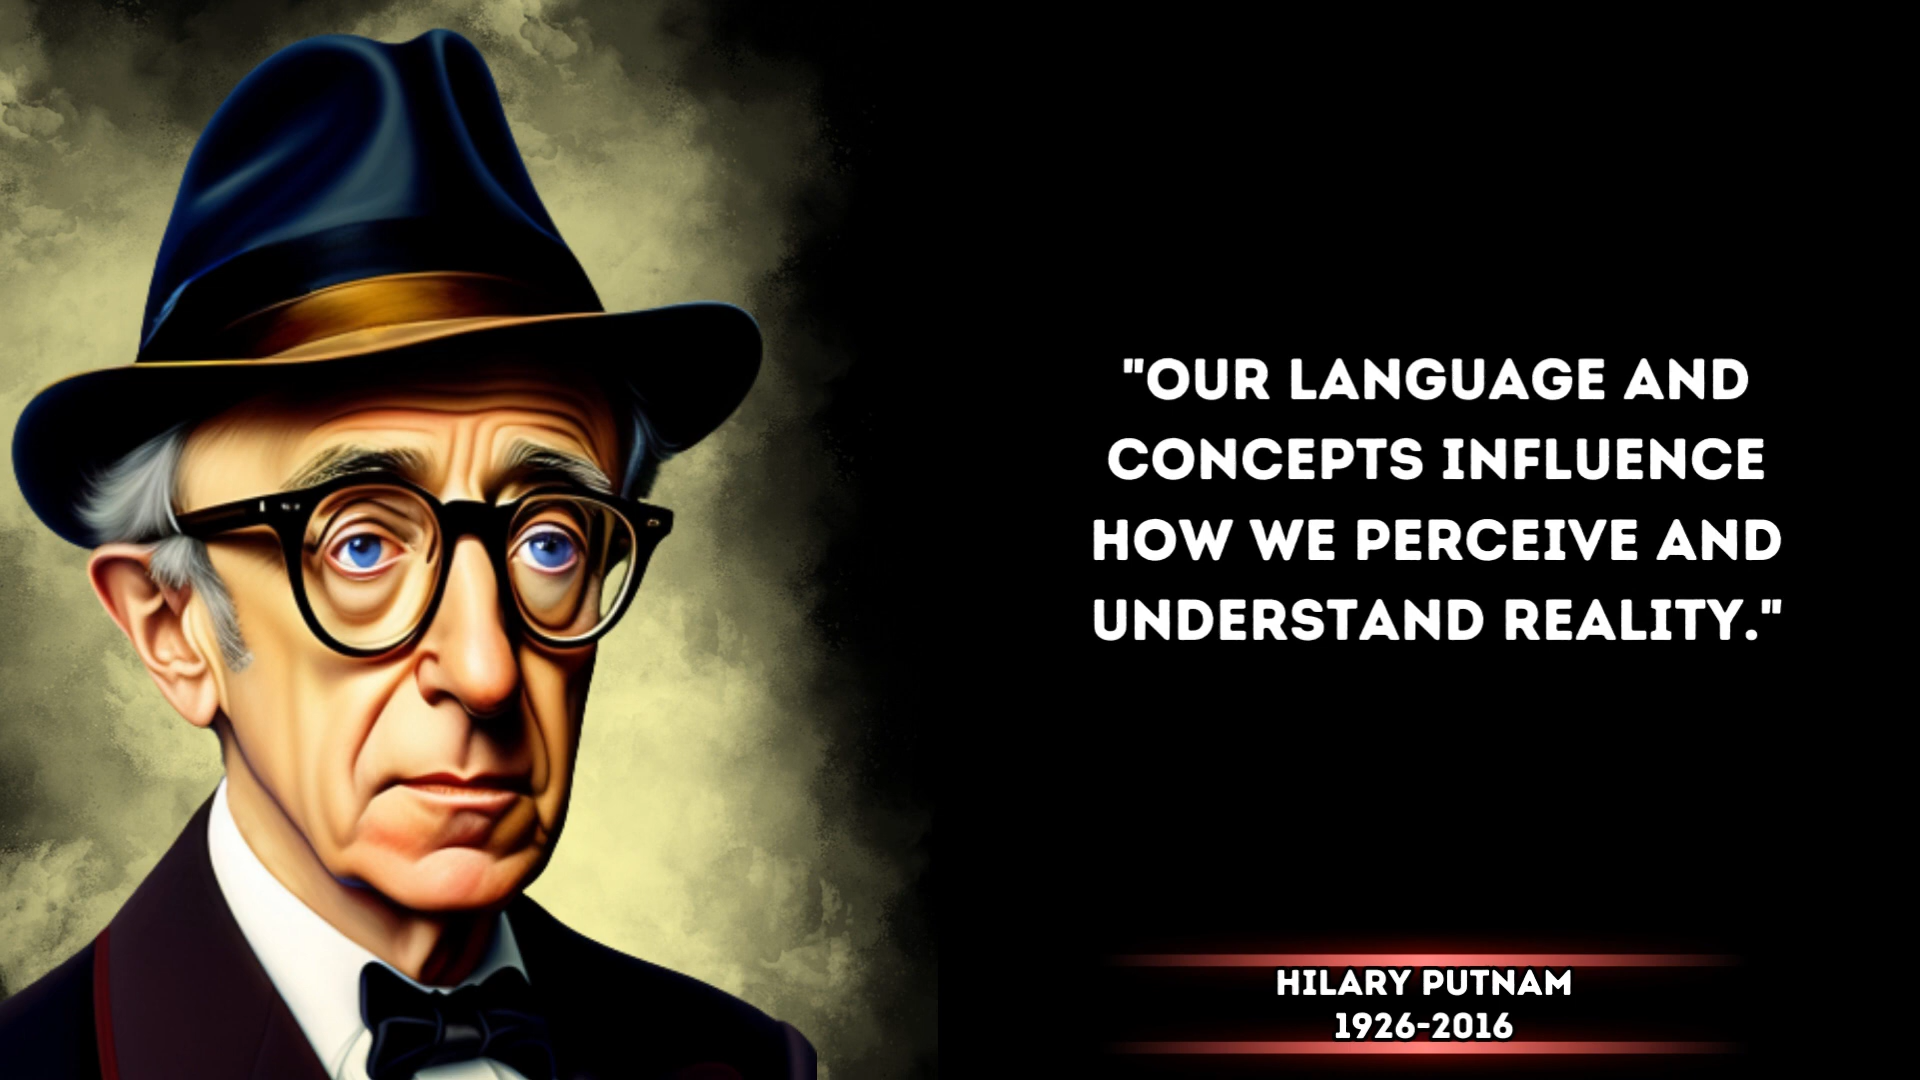 "OUR LANGUAGE AND
CONCEPTS INFLUENCE
HOW WE PERCEIVE AND
UNDERSTAND REALITY."
HILARY PUTNAM
1926-2016